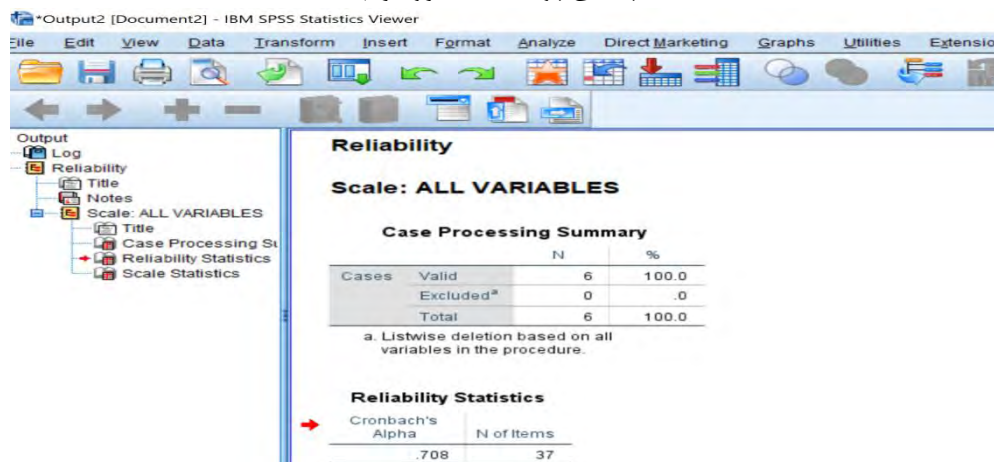 *Output2 [Document2] - IBM SPSS Statistics Viewer
File Edit View Data Transform Insert Format Analyze Direct Marketing Graphs Utilities Extensio
Output
Log
Reliability
Title
Notes
Scale: ALL VARIABLES
Title
Case Processing Su
Reliability Statistics
Scale Statistics
Reliability
Scale: ALL VARIABLES
Case Processing Summary
N %
Cases Valid 6 100.0
Excludedᵃ 0 .0
Total 6 100.0
a. Listwise deletion based on all
variables in the procedure.
Reliability Statistics
Cronbach's
Alpha N of Items
.708 37